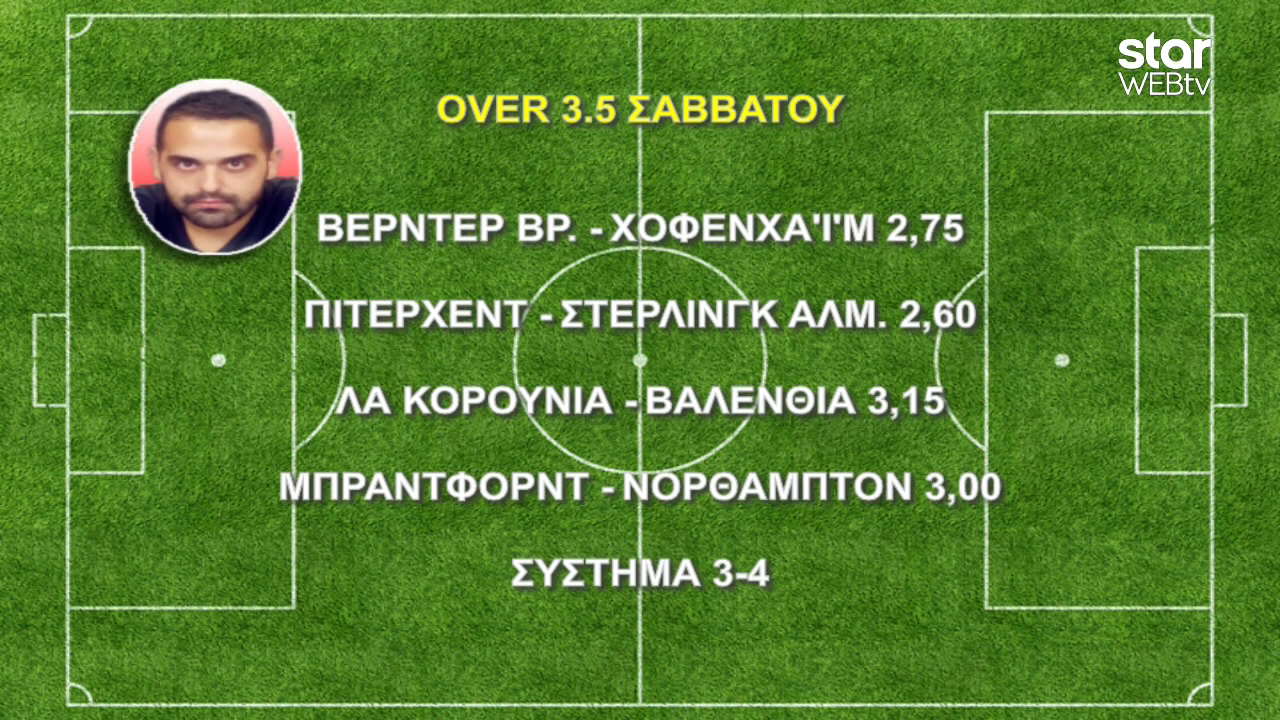 star
WEBtv
OVER 3.5 ΣΑΒΒΑΤΟΥ
ΒΕΡΝΤΕΡ ΒΡ. - ΧΟΦΕΝΧΑ'Ι'Μ 2,75
ΠΙΤΕΡΧΕΝΤ - ΣΤΕΡΛΙΝΓΚ ΑΛΜ. 2,60
ΛΑ ΚΟΡΟΥΝΙΑ - ΒΑΛΕΝΘΙΑ 3,15
ΜΠΡΑΝΤΦΟΡΝΤ - ΝΟΡΘΑΜΠΤΟΝ 3,00
ΣΥΣΤΗΜΑ 3-4